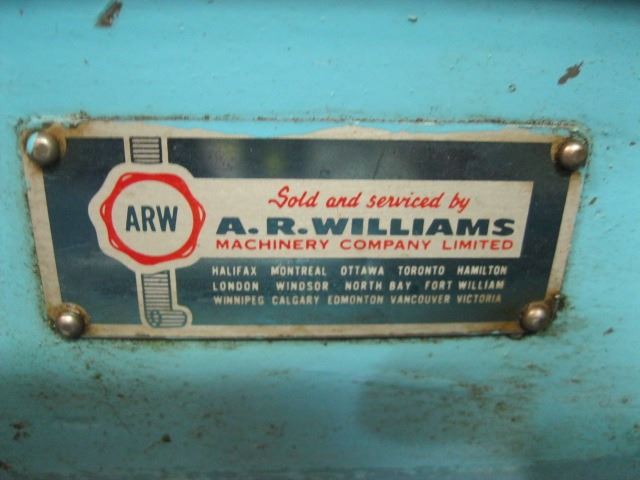 ARW
Sold and serviced by
A.R.WILLIAMS
MACHINERY COMPANY LIMITED
HALIFAX MONTREAL OTTAWA TORONTO HAMILTON
LONDON WINDSOR NORTH BAY FORT WILLIAM
WINNIPEG CALGARY EDMONTON VANCOUVER VICTORIA